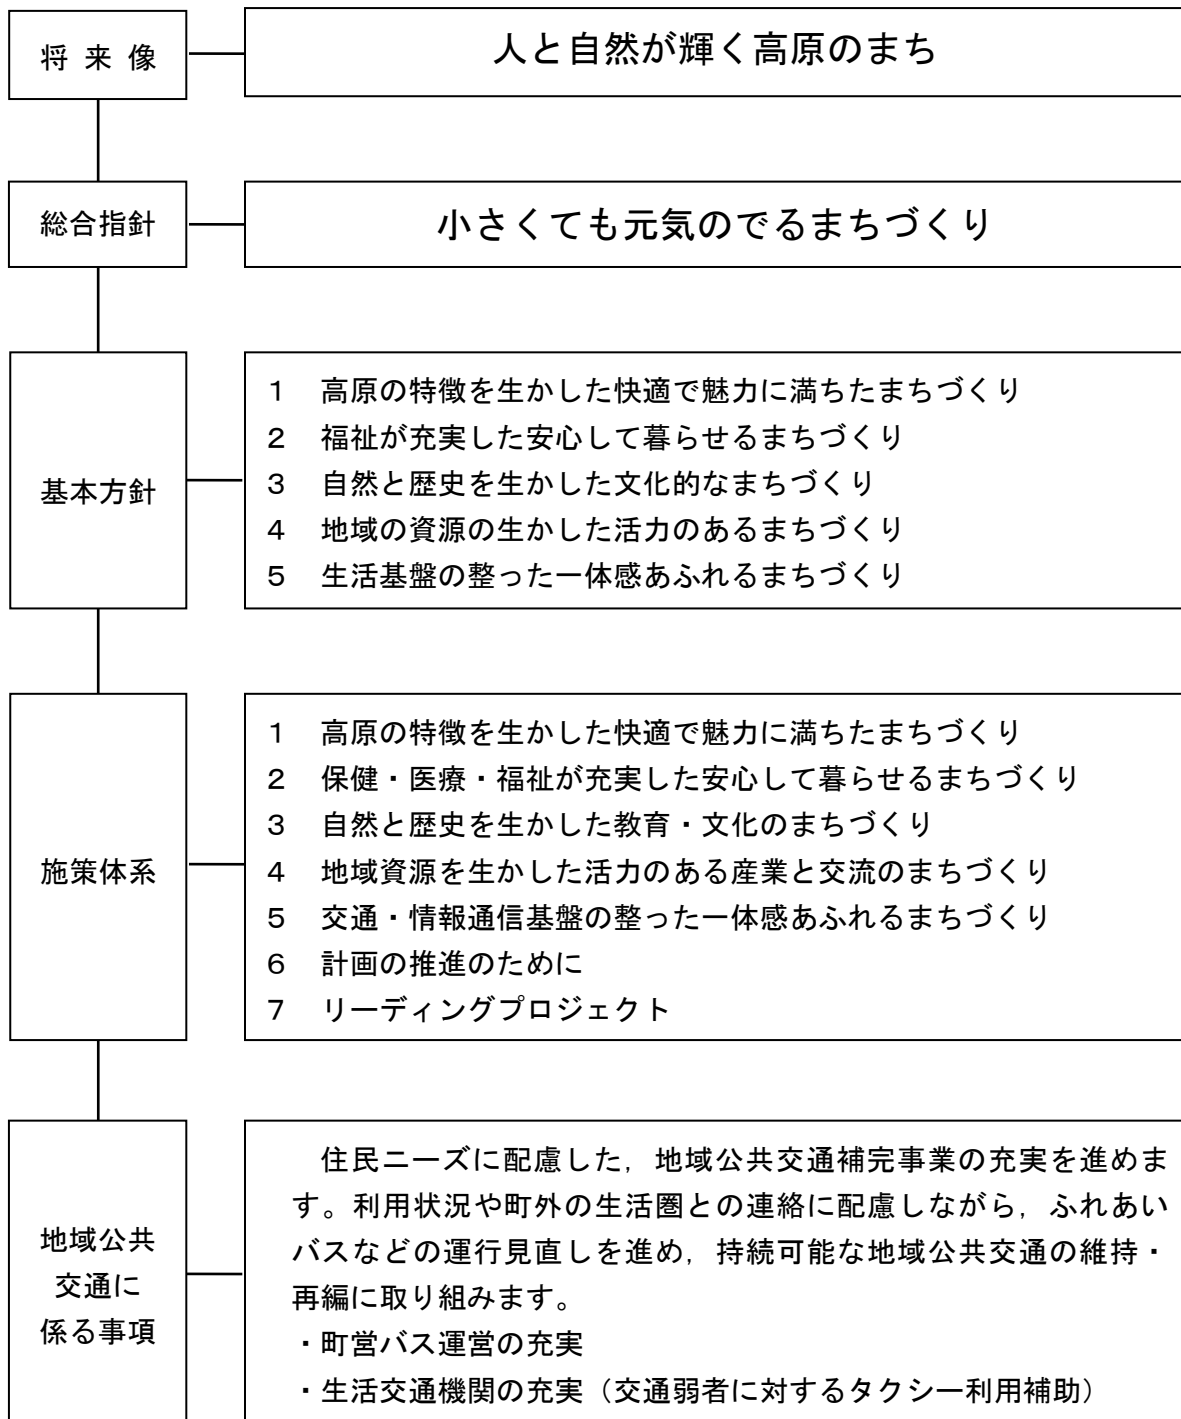 将来像
人と自然が輝く高原のまち
総合指針
小さくても元気のでるまちづくり
基本方針
１　高原の特徴を生かした快適で魅力に満ちたまちづくり
２　福祉が充実した安心して暮らせるまちづくり
３　自然と歴史を生かした文化的なまちづくり
４　地域の資源の生かした活力のあるまちづくり
５　生活基盤の整った一体感あふれるまちづくり
施策体系
１　高原の特徴を生かした快適で魅力に満ちたまちづくり
２　保健・医療・福祉が充実した安心して暮らせるまちづくり
３　自然と歴史を生かした教育・文化のまちづくり
４　地域資源を生かした活力のある産業と交流のまちづくり
５　交通・情報通信基盤の整った一体感あふれるまちづくり
６　計画の推進のために
７　リーディングプロジェクト
地域公共
交通に
係る事項
住民ニーズに配慮した，地域公共交通補完事業の充実を進めま
す。利用状況や町外の生活圏との連絡に配慮しながら，ふれあい
バスなどの運行見直しを進め，持続可能な地域公共交通の維持・
再編に取り組みます。
・町営バス運営の充実
・生活交通機関の充実（交通弱者に対するタクシー利用補助）